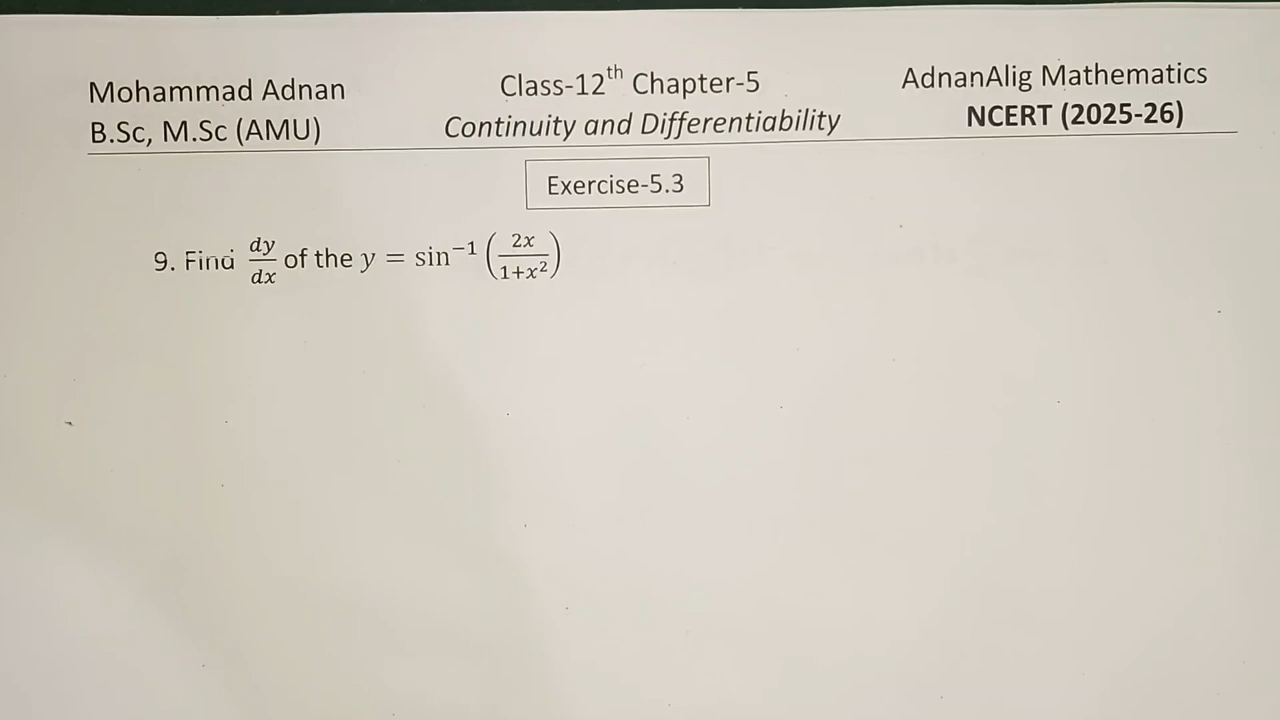 Mohammad Adnan
B.Sc, M.Sc (AMU)
Class-12th Chapter-5
Continuity and Differentiability
AdnanAlig Mathematics
NCERT (2025-26)
Exercise-5.3
9. Find dy/dx of the y = sin⁻¹(2x/1+x²)